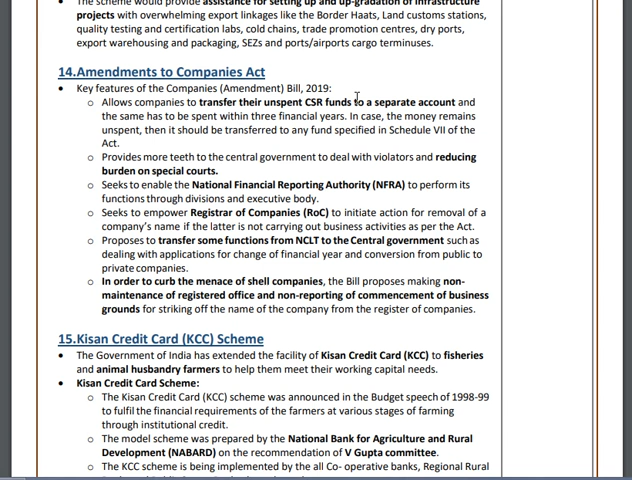 The scheme would provide assistance for setting up and up-gradation of infrastructure
projects with overwhelming export linkages like the Border Haats, Land customs stations,
quality testing and certification labs, cold chains, trade promotion centres, dry ports,
export warehousing and packaging, SEZs and ports/airports cargo terminuses.
14.Amendments to Companies Act
• Key features of the Companies (Amendment) Bill, 2019:
o Allows companies to transfer their unspent CSR funds to a separate account and
the same has to be spent within three financial years. In case, the money remains
unspent, then it should be transferred to any fund specified in Schedule VII of the
Act.
o Provides more teeth to the central government to deal with violators and reducing
burden on special courts.
o Seeks to enable the National Financial Reporting Authority (NFRA) to perform its
functions through divisions and executive body.
o Seeks to empower Registrar of Companies (RoC) to initiate action for removal of a
company's name if the latter is not carrying out business activities as per the Act.
o Proposes to transfer some functions from NCLT to the Central government such as
dealing with applications for change of financial year and conversion from public to
private companies.
o In order to curb the menace of shell companies, the Bill proposes making non-
maintenance of registered office and non-reporting of commencement of business
grounds for striking off the name of the company from the register of companies.
15.Kisan Credit Card (KCC) Scheme
• The Government of India has extended the facility of Kisan Credit Card (KCC) to fisheries
and animal husbandry farmers to help them meet their working capital needs.
• Kisan Credit Card Scheme:
o The Kisan Credit Card (KCC) scheme was announced in the Budget speech of 1998-99
to fulfil the financial requirements of the farmers at various stages of farming
through institutional credit.
o The model scheme was prepared by the National Bank for Agriculture and Rural
Development (NABARD) on the recommendation of V Gupta committee.
o The KCC scheme is being implemented by the all Co- operative banks, Regional Rural